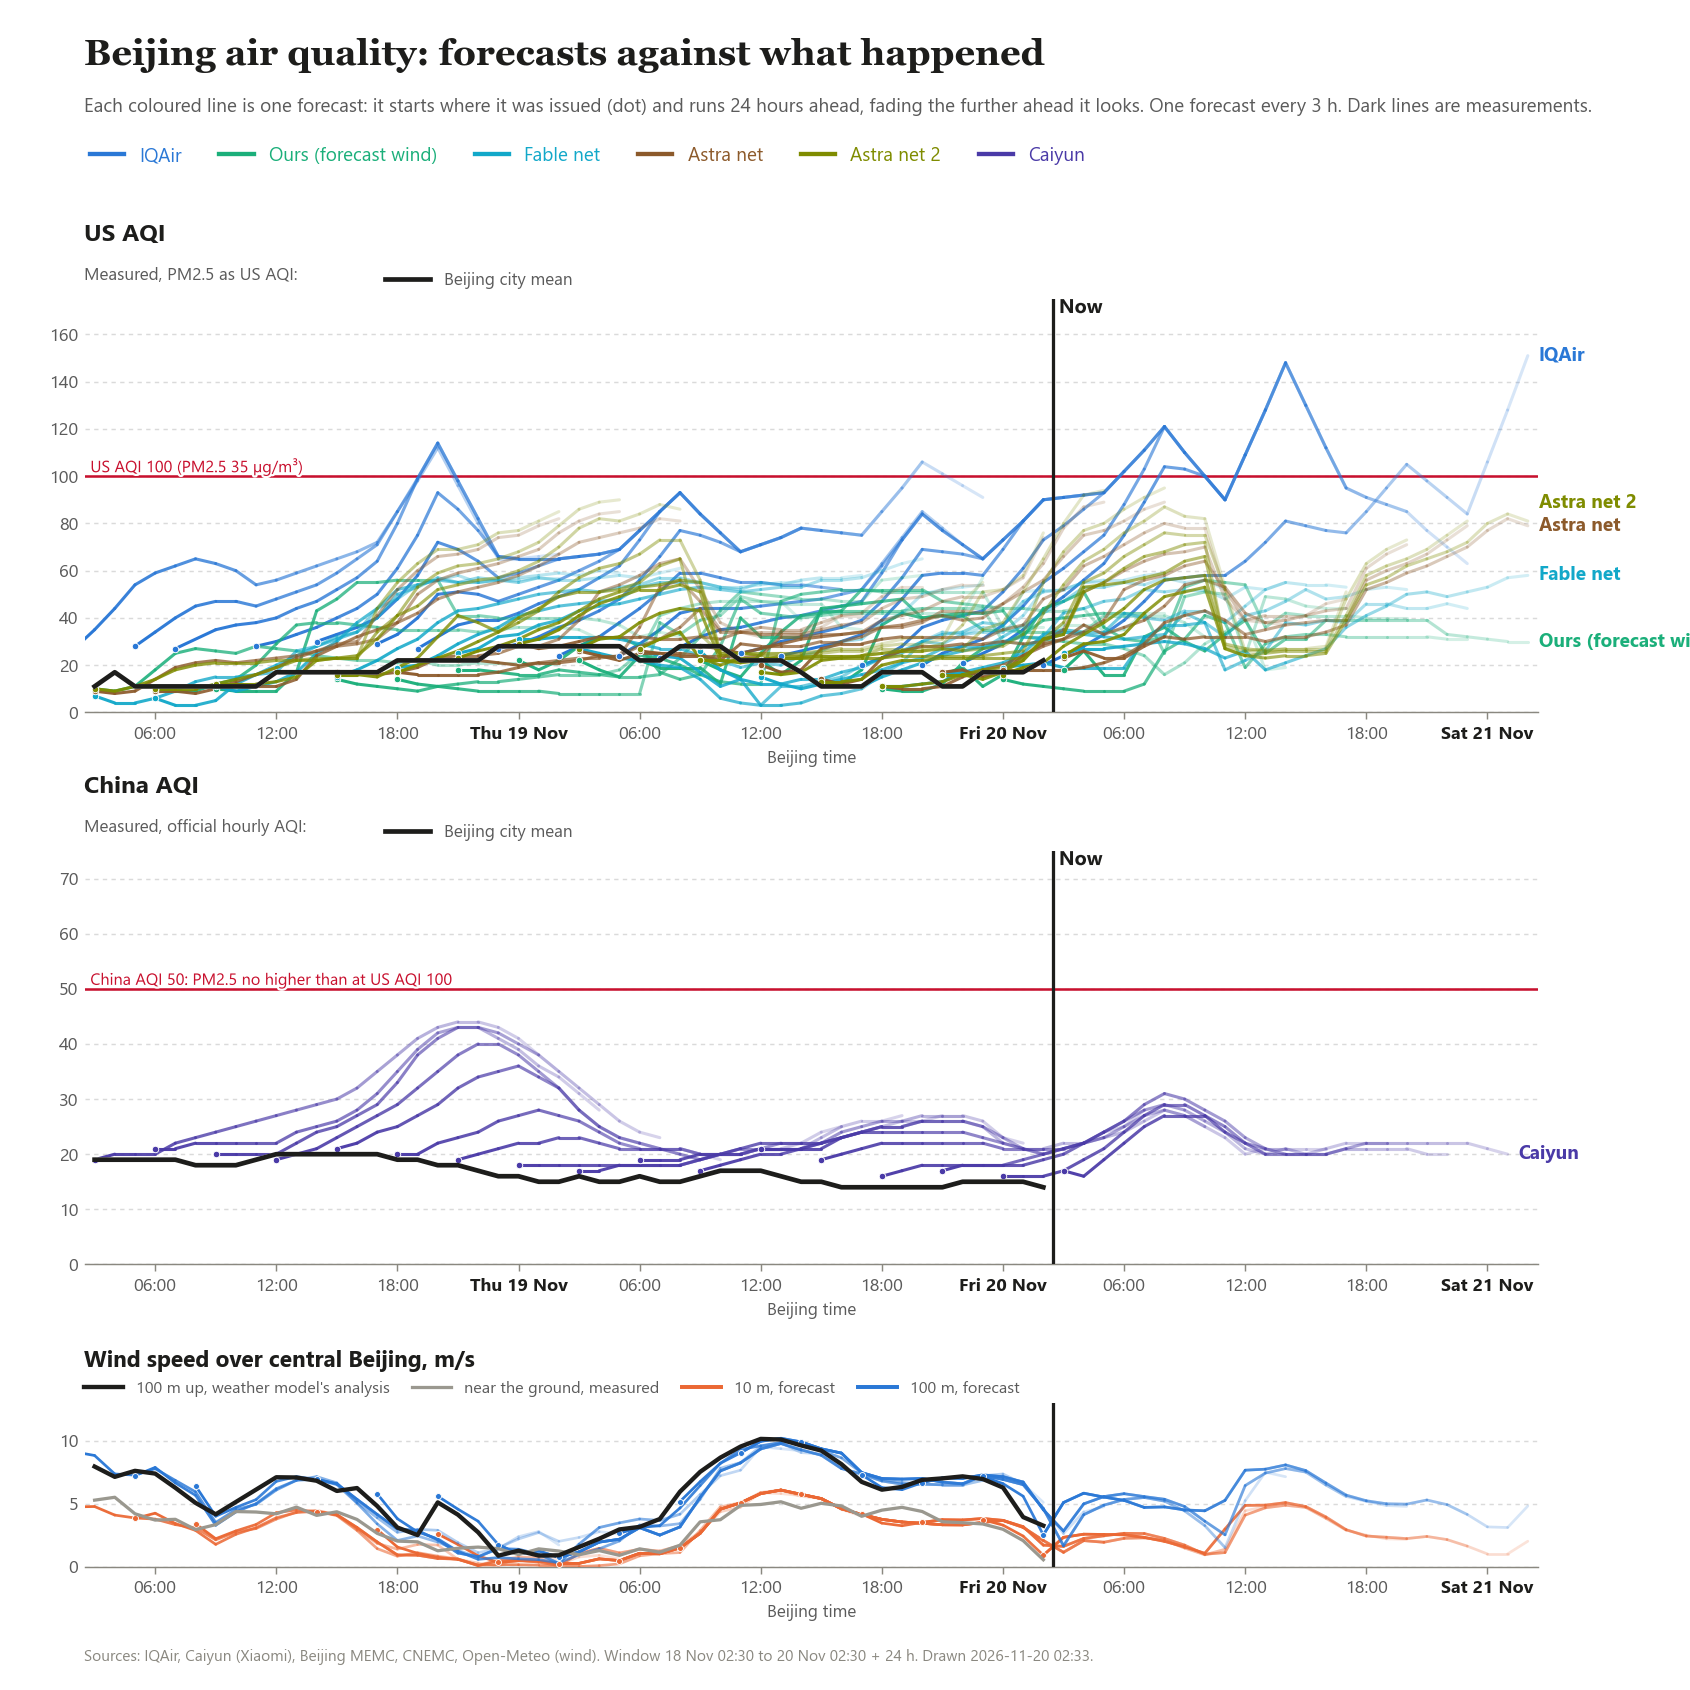 Beijing air quality: forecasts against what happened
Each coloured line is one forecast: it starts where it was issued (dot) and runs 24 hours ahead, fading the further ahead it looks. One forecast every 3 h. Dark lines are measurements.
IQAir Ours (forecast wind) Fable net Astra net Astra net 2 Caiyun
US AQI
Measured, PM2.5 as US AQI: Beijing city mean
Now
160
IQAir
140
120
100
US AQI 100 (PM2.5 35 µg/m³)
Astra net 2
80
Astra net
60
Fable net
40
Ours (forecast wi
20
0
06:00 12:00 18:00 Thu 19 Nov 06:00 12:00 18:00 Fri 20 Nov 06:00 12:00 18:00 Sat 21 Nov
Beijing time
China AQI
Measured, official hourly AQI: Beijing city mean
Now
70
60
China AQI 50: PM2.5 no higher than at US AQI 100
50
40
30
20
Caiyun
10
0
06:00 12:00 18:00 Thu 19 Nov 06:00 12:00 18:00 Fri 20 Nov 06:00 12:00 18:00 Sat 21 Nov
Beijing time
Wind speed over central Beijing, m/s
100 m up, weather model's analysis near the ground, measured 10 m, forecast 100 m, forecast
10
5
0
06:00 12:00 18:00 Thu 19 Nov 06:00 12:00 18:00 Fri 20 Nov 06:00 12:00 18:00 Sat 21 Nov
Beijing time
Sources: IQAir, Caiyun (Xiaomi), Beijing MEMC, CNEMC, Open-Meteo (wind). Window 18 Nov 02:30 to 20 Nov 02:30 + 24 h. Drawn 2026-11-20 02:33.